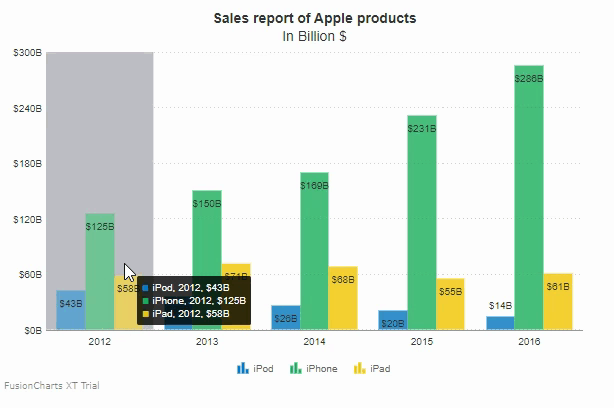 Sales report of Apple products
In Billion $
$300B
$240B
$180B
$120B
$60B
$0B
$43B
$125B
$58B
iPod, 2012, $43B
iPhone, 2012, $125B
iPad, 2012, $58B
$150B
$74B
$26B
$169B
$68B
$20B
$231B
$55B
$14B
$286B
$61B
2012 2013 2014 2015 2016
iPod iPhone iPad
FusionCharts XT Trial